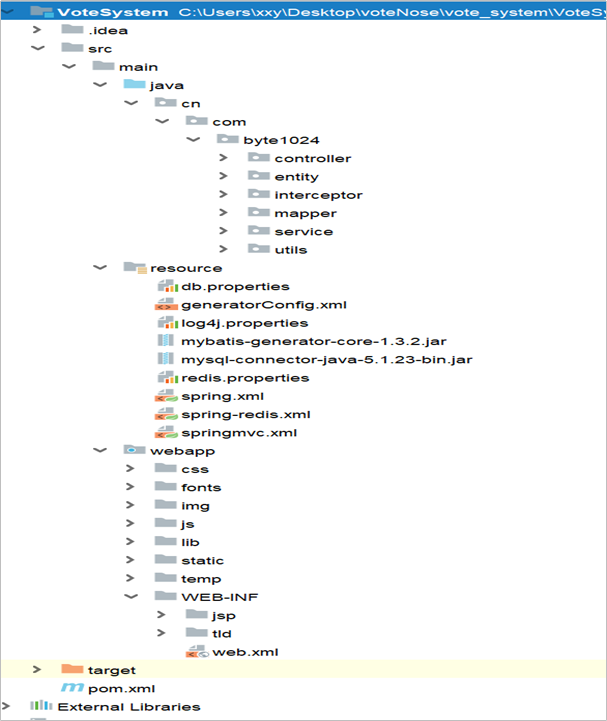 VoteSystem C:\Users\xxy\Desktop\voteNose\vote_system\VoteSy
.idea
src
main
java
cn
com
byte1024
controller
entity
interceptor
mapper
service
utils
resource
db.properties
generatorConfig.xml
log4j.properties
mybatis-generator-core-1.3.2.jar
mysql-connector-java-5.1.23-bin.jar
redis.properties
spring.xml
spring-redis.xml
springmvc.xml
webapp
css
fonts
img
js
lib
static
temp
WEB-INF
jsp
tld
web.xml
target
pom.xml
External Libraries